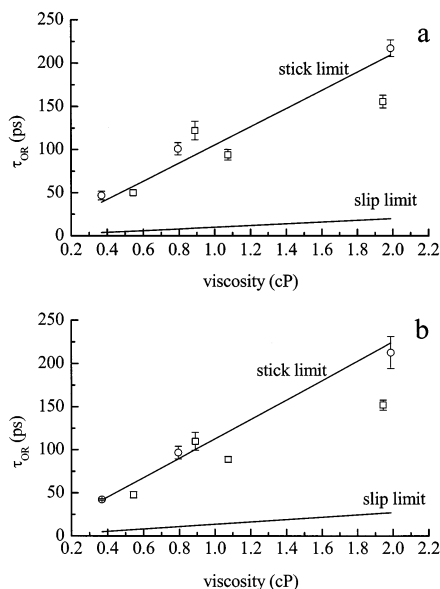 a
250
200
150
100
50
0
τOR (ps)
stick limit
slip limit
0.2 0.4 0.6 0.8 1.0 1.2 1.4 1.6 1.8 2.0 2.2
viscosity (cP)
b
250
200
150
100
50
0
τOR (ps)
stick limit
slip limit
0.2 0.4 0.6 0.8 1.0 1.2 1.4 1.6 1.8 2.0 2.2
viscosity (cP)